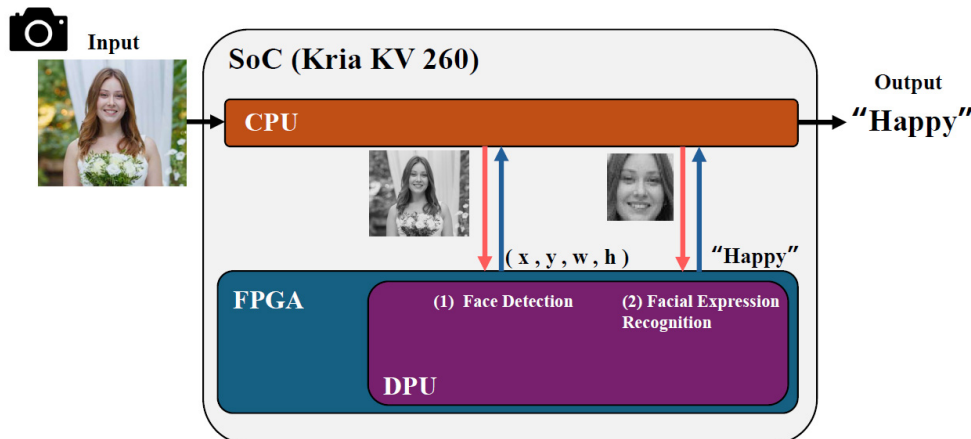 Input
SoC (Kria KV 260)
Output
CPU
“Happy”
( x , y , w , h )
“Happy”
FPGA
(1) Face Detection
(2) Facial Expression
Recognition
DPU